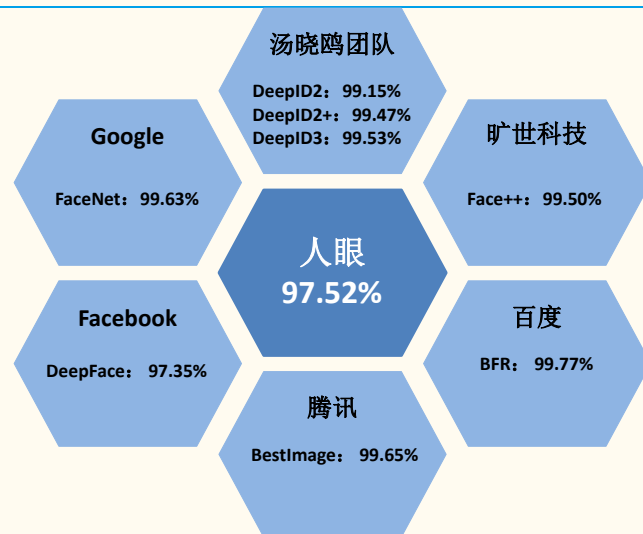 汤晓鸥团队
DeepID2：99.15%
DeepID2+：99.47%
DeepID3：99.53%
Google
FaceNet：99.63%
旷世科技
Face++：99.50%
人眼
97.52%
Facebook
DeepFace：97.35%
百度
BFR：99.77%
腾讯
BestImage：99.65%